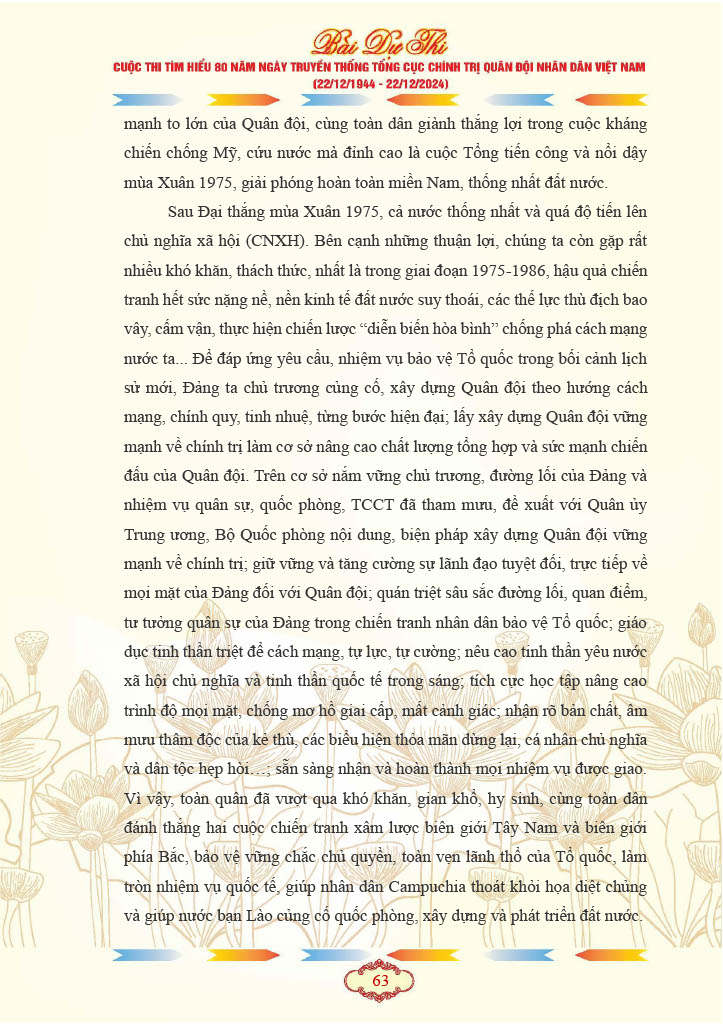 Bài Dự Thi
CUỘC THI TÌM HIỂU 80 NĂM NGÀY TRUYỀN THỐNG TỔNG CỤC CHÍNH TRỊ QUÂN ĐỘI NHÂN DÂN VIỆT NAM
(22/12/1944 - 22/12/2024)
mạnh to lớn của Quân đội, cùng toàn dân giành thắng lợi trong cuộc kháng
chiến chống Mỹ, cứu nước mà đỉnh cao là cuộc Tổng tiến công và nổi dậy
mùa Xuân 1975, giải phóng hoàn toàn miền Nam, thống nhất đất nước.
Sau Đại thắng mùa Xuân 1975, cả nước thống nhất và quá độ tiến lên
chủ nghĩa xã hội (CNXH). Bên cạnh những thuận lợi, chúng ta còn gặp rất
nhiều khó khăn, thách thức, nhất là trong giai đoạn 1975-1986, hậu quả chiến
tranh hết sức nặng nề, nền kinh tế đất nước suy thoái, các thế lực thù địch bao
vây, cấm vận, thực hiện chiến lược “diễn biến hòa bình” chống phá cách mạng
nước ta... Để đáp ứng yêu cầu, nhiệm vụ bảo vệ Tổ quốc trong bối cảnh lịch
sử mới, Đảng ta chủ trương củng cố, xây dựng Quân đội theo hướng cách
mạng, chính quy, tinh nhuệ, từng bước hiện đại; lấy xây dựng Quân đội vững
mạnh về chính trị làm cơ sở nâng cao chất lượng tổng hợp và sức mạnh chiến
đấu của Quân đội. Trên cơ sở nắm vững chủ trương, đường lối của Đảng và
nhiệm vụ quân sự, quốc phòng, TCCT đã tham mưu, đề xuất với Quân ủy
Trung ương, Bộ Quốc phòng nội dung, biện pháp xây dựng Quân đội vững
mạnh về chính trị; giữ vững và tăng cường sự lãnh đạo tuyệt đối, trực tiếp về
mọi mặt của Đảng đối với Quân đội; quán triệt sâu sắc đường lối, quan điểm,
tư tưởng quân sự của Đảng trong chiến tranh nhân dân bảo vệ Tổ quốc; giáo
dục tinh thần triệt để cách mạng, tự lực, tự cường; nêu cao tinh thần yêu nước
xã hội chủ nghĩa và tinh thần quốc tế trong sáng; tích cực học tập nâng cao
trình độ mọi mặt, chống mơ hồ giai cấp, mất cảnh giác; nhận rõ bản chất, âm
mưu thâm độc của kẻ thù, các biểu hiện thỏa mãn dừng lại, cá nhân chủ nghĩa
và dân tộc hẹp hòi…; sẵn sàng nhận và hoàn thành mọi nhiệm vụ được giao.
Vì vậy, toàn quân đã vượt qua khó khăn, gian khổ, hy sinh, cùng toàn dân
đánh thắng hai cuộc chiến tranh xâm lược biên giới Tây Nam và biên giới
phía Bắc, bảo vệ vững chắc chủ quyền, toàn vẹn lãnh thổ của Tổ quốc, làm
tròn nhiệm vụ quốc tế, giúp nhân dân Campuchia thoát khỏi họa diệt chủng
và giúp nước bạn Lào củng cố quốc phòng, xây dựng và phát triển đất nước.
63